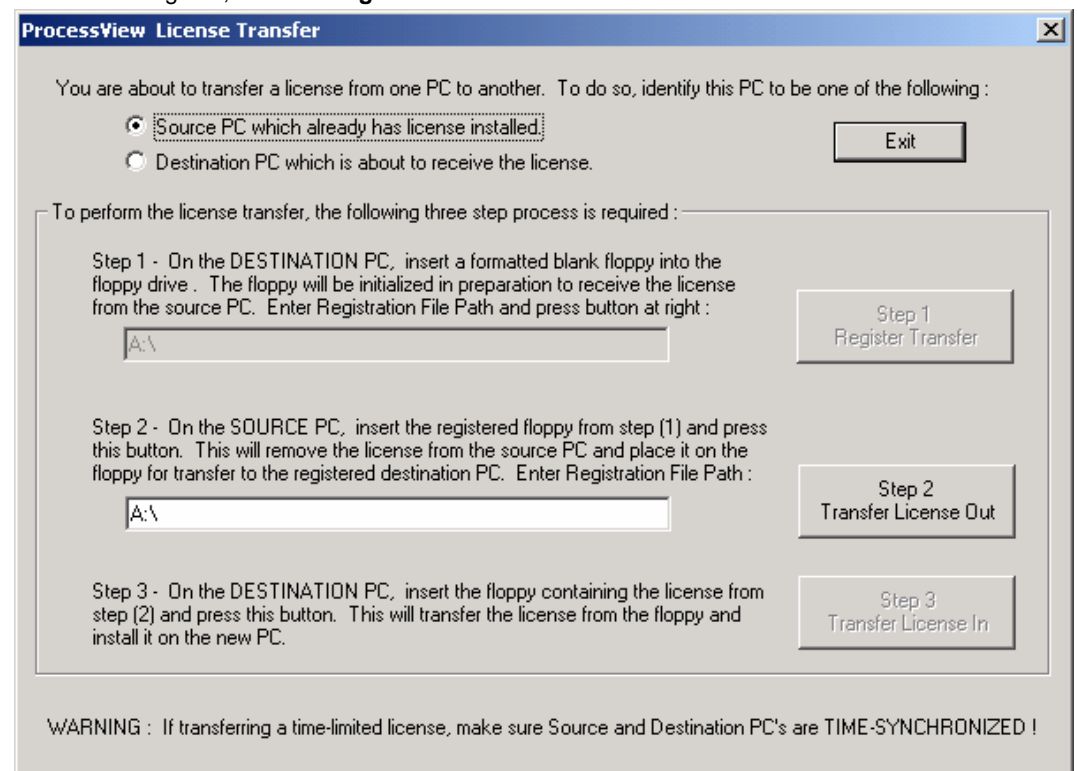 ProcessView License Transfer
You are about to transfer a license from one PC to another. To do so, identify this PC to be one of the following :
Source PC which already has license installed.
Exit
Destination PC which is about to receive the license.
To perform the license transfer, the following three step process is required :
Step 1 - On the DESTINATION PC, insert a formatted blank floppy into the
floppy drive . The floppy will be initialized in preparation to receive the license
from the source PC. Enter Registration File Path and press button at right :
A:\
Step 1
Register Transfer
Step 2 - On the SOURCE PC, insert the registered floppy from step (1) and press
this button. This will remove the license from the source PC and place it on the
floppy for transfer to the registered destination PC. Enter Registration File Path :
A:\
Step 2
Transfer License Out
Step 3 - On the DESTINATION PC, insert the floppy containing the license from
step (2) and press this button. This will transfer the license from the floppy and
install it on the new PC.
Step 3
Transfer License In
WARNING : If transferring a time-limited license, make sure Source and Destination PC's are TIME-SYNCHRONIZED !